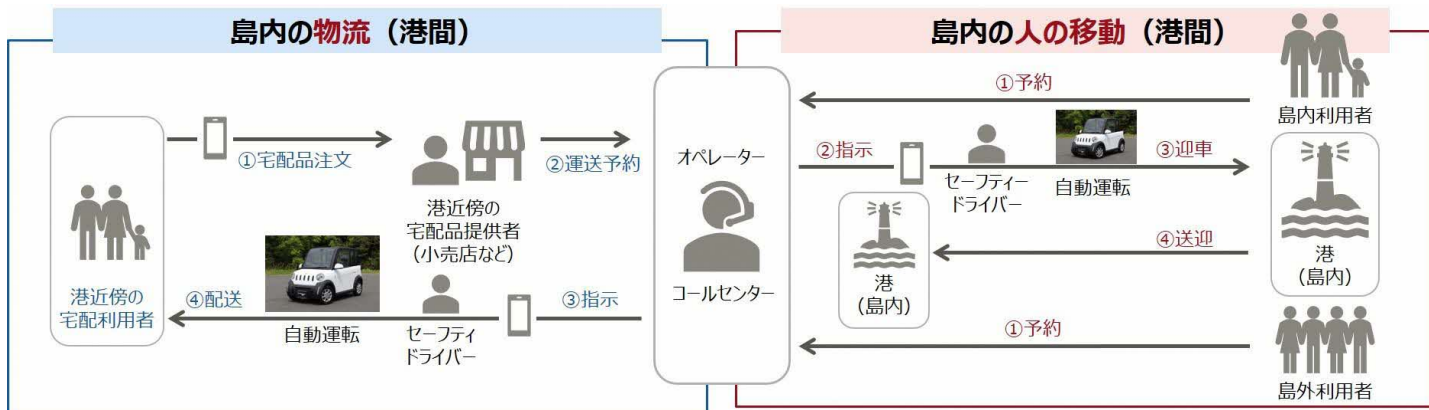 島内の物流（港間）
①宅配品注文
②運送予約
港近傍の
宅配品提供者
（小売店など）
港近傍の
宅配利用者
④配送
自動運転
セーフティ
ドライバー
③指示
オペレーター
コールセンター
島内の人の移動（港間）
①予約
島内利用者
②指示
セーフティー
ドライバー
自動運転
③迎車
港
（島内）
④送迎
港
（島内）
①予約
島外利用者